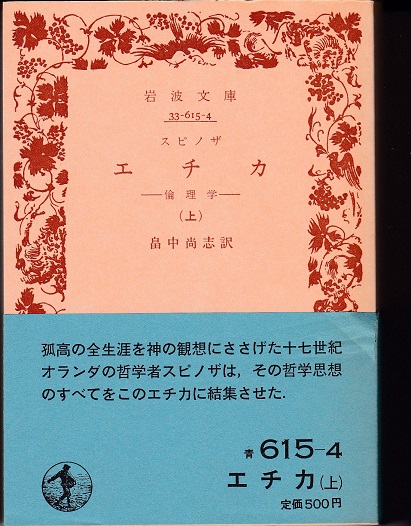 岩波文庫
33-615-4
スピノザ
エチカ
—倫理学—
(上)
畠中尚志訳
孤高の全生涯を神の観想にささげた十七世紀
オランダの哲学者スピノザは，その哲学思想
のすべてをこのエチカに結集させた．
青 615-4
エチカ(上)
定価500円